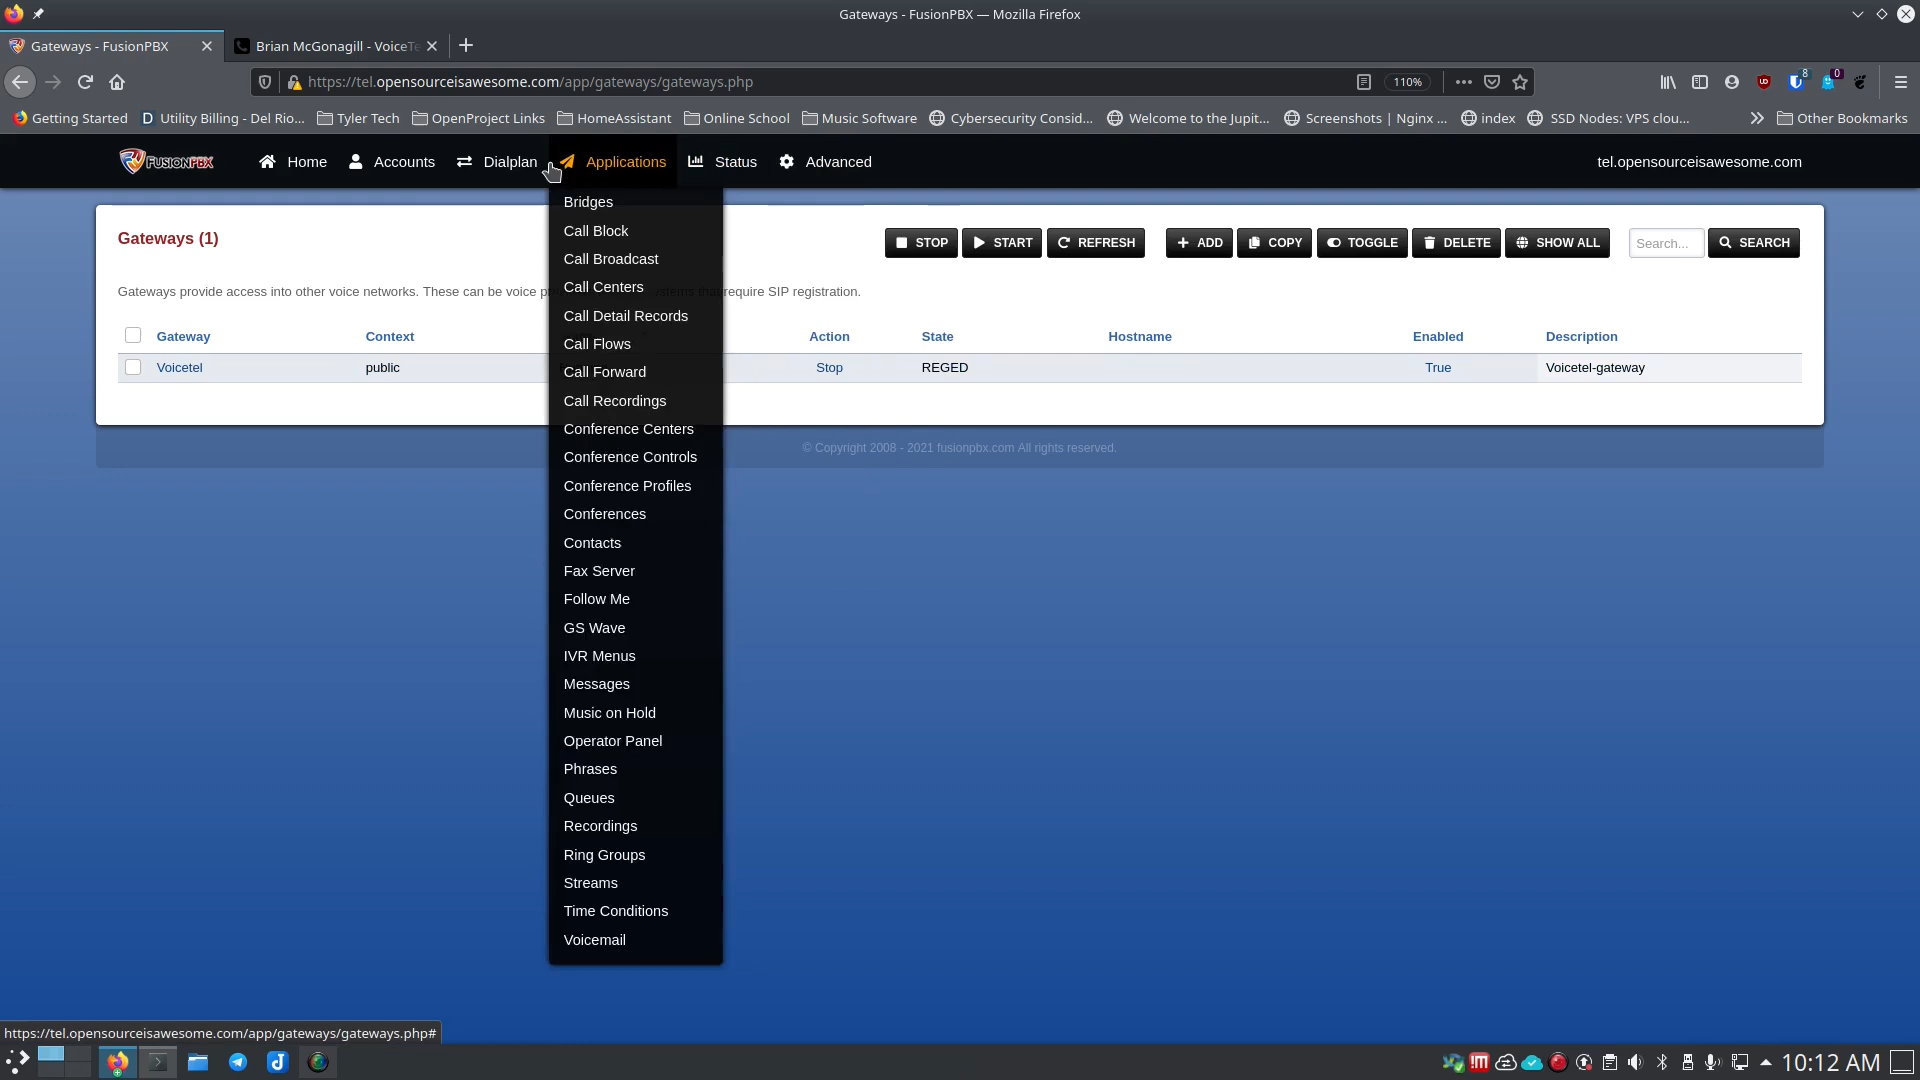 Gateways - FusionPBX — Mozilla Firefox
Gateways - FusionPBX
Brian McGonagill - VoiceTe
https://tel.opensourceisawesome.com/app/gateways/gateways.php
110%
8
0
Getting Started
Utility Billing - Del Rio...
Tyler Tech
OpenProject Links
HomeAssistant
Online School
Music Software
Cybersecurity Consid...
Welcome to the Jupit...
Screenshots | Nginx ...
index
SSD Nodes: VPS clou...
Other Bookmarks
FUSIONPBX
Home
Accounts
Dialplan
Applications
Status
Advanced
tel.opensourceisawesome.com
Bridges
Call Block
Call Broadcast
Call Centers
Call Detail Records
Call Flows
Call Forward
Call Recordings
Conference Centers
Conference Controls
Conference Profiles
Conferences
Contacts
Fax Server
Follow Me
GS Wave
IVR Menus
Messages
Music on Hold
Operator Panel
Phrases
Queues
Recordings
Ring Groups
Streams
Time Conditions
Voicemail
Gateways (1)
STOP
START
REFRESH
ADD
COPY
TOGGLE
DELETE
SHOW ALL
Search...
SEARCH
Gateways provide access into other voice networks. These can be voice require SIP registration.
Gateway Context Action State Hostname Enabled Description
Voicetel public Stop REGED True Voicetel-gateway
© Copyright 2008 - 2021 fusionpbx.com All rights reserved.
https://tel.opensourceisawesome.com/app/gateways/gateways.php#
10:12 AM